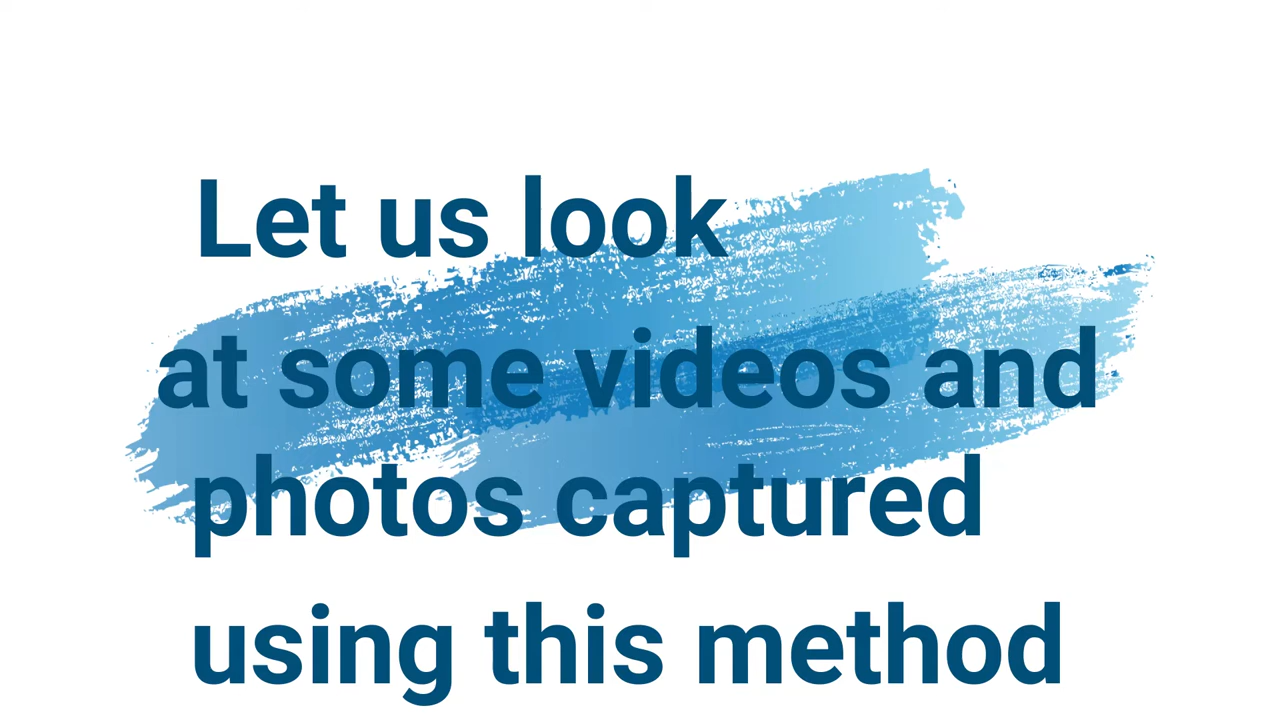 Let us look
at some videos and
photos captured
using this method